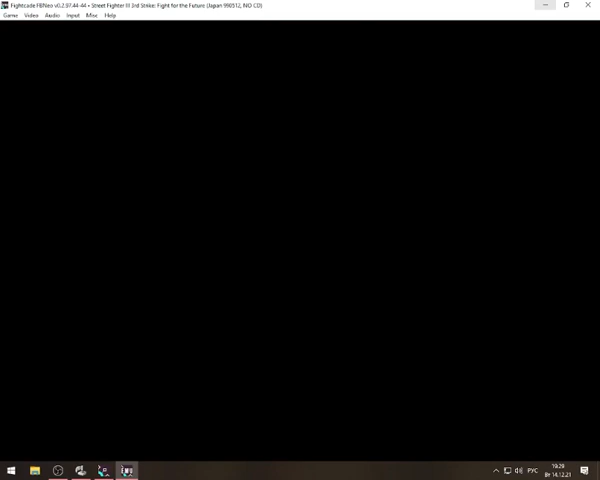 Fightcade FBNeo v0.2.97.44-44 • Street Fighter III 3rd Strike: Fight for the Future (Japan 990512, NO CD)
Game Video Audio Input Misc Help
РУС
19:29
Вт 14.12.21